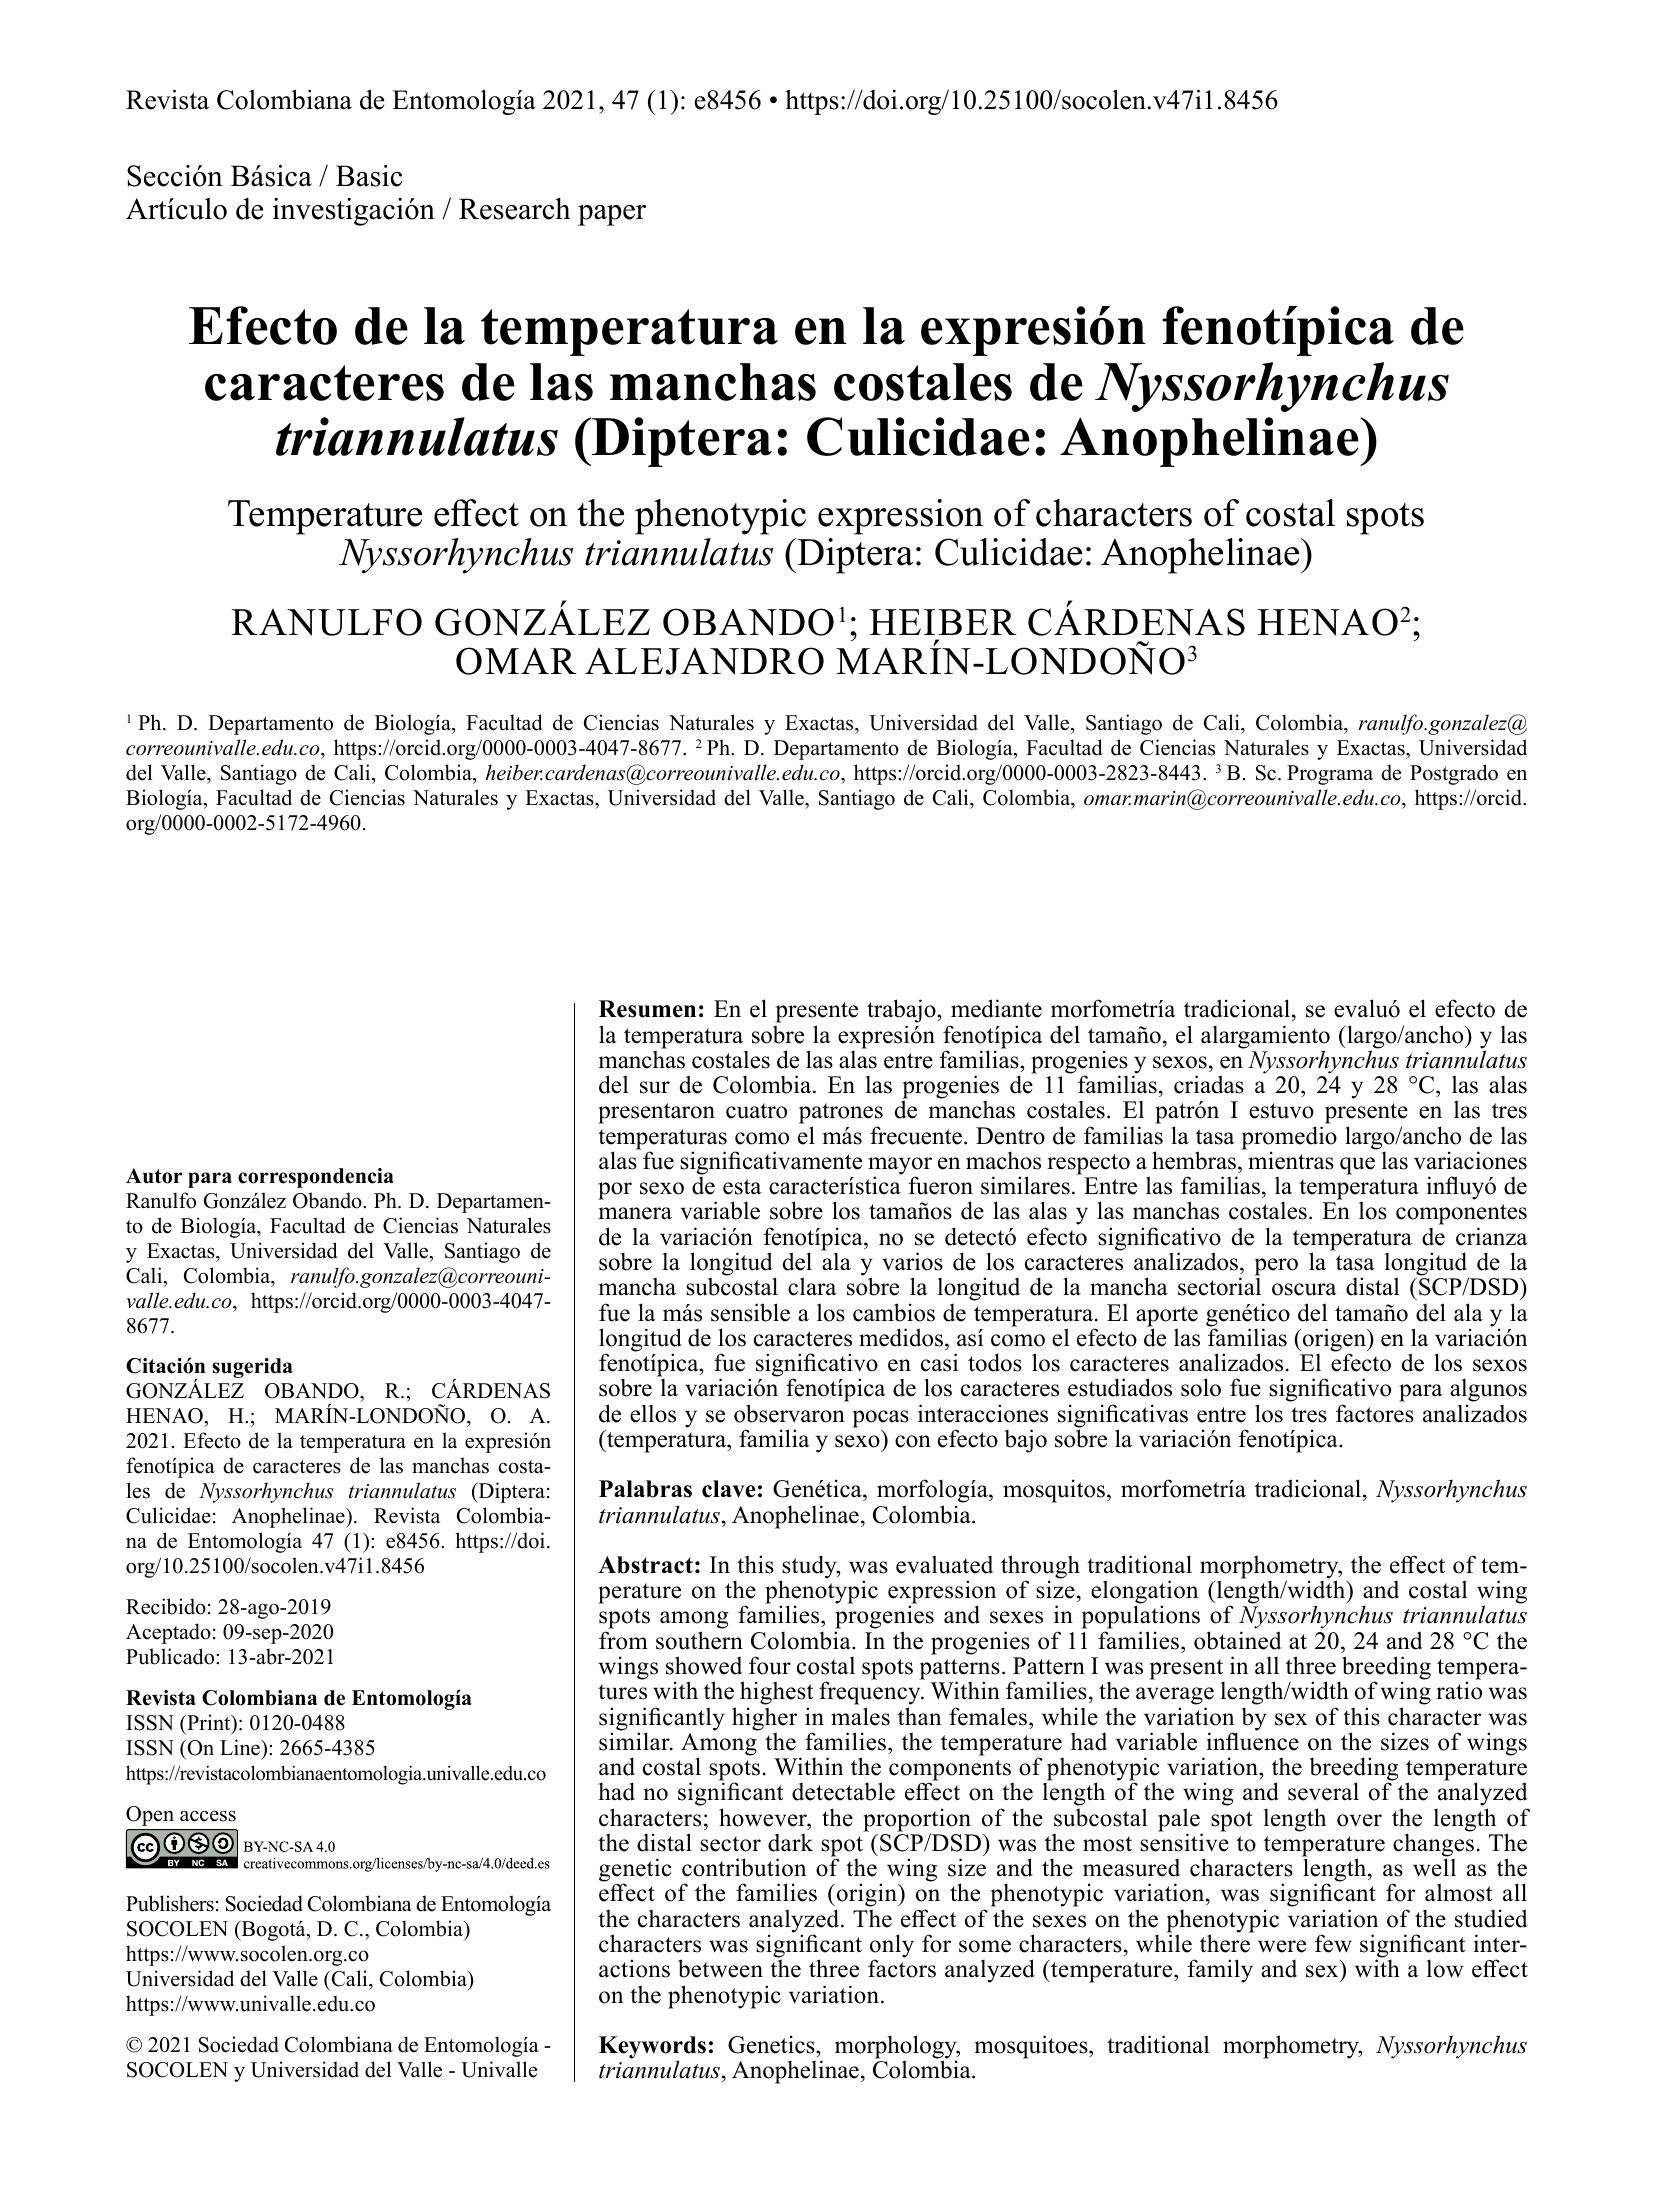 Revista Colombiana de Entomología 2021, 47 (1): e8456 • https://doi.org/10.25100/socolen.v47i1.8456
Sección Básica / Basic
Artículo de investigación / Research paper
Efecto de la temperatura en la expresión fenotípica de
caracteres de las manchas costales de Nyssorhynchus
triannulatus (Diptera: Culicidae: Anophelinae)
Temperature effect on the phenotypic expression of characters of costal spots
Nyssorhynchus triannulatus (Diptera: Culicidae: Anophelinae)
RANULFO GONZÁLEZ OBANDO¹; HEIBER CÁRDENAS HENAO²;
OMAR ALEJANDRO MARÍN-LONDOÑO³
¹ Ph. D. Departamento de Biología, Facultad de Ciencias Naturales y Exactas, Universidad del Valle, Santiago de Cali, Colombia, ranulfo.gonzalez@
correounivalle.edu.co, https://orcid.org/0000-0003-4047-8677. ² Ph. D. Departamento de Biología, Facultad de Ciencias Naturales y Exactas, Universidad
del Valle, Santiago de Cali, Colombia, heiber.cardenas@correounivalle.edu.co, https://orcid.org/0000-0003-2823-8443. ³ B. Sc. Programa de Postgrado en
Biología, Facultad de Ciencias Naturales y Exactas, Universidad del Valle, Santiago de Cali, Colombia, omar.marin@correounivalle.edu.co, https://orcid.
org/0000-0002-5172-4960.
Autor para correspondencia
Ranulfo González Obando. Ph. D. Departamen-
to de Biología, Facultad de Ciencias Naturales
y Exactas, Universidad del Valle, Santiago de
Cali, Colombia, ranulfo.gonzalez@correouni-
valle.edu.co, https://orcid.org/0000-0003-4047-
8677.
Citación sugerida
GONZÁLEZ OBANDO, R.; CÁRDENAS
HENAO, H.; MARÍN-LONDOÑO, O. A.
2021. Efecto de la temperatura en la expresión
fenotípica de caracteres de las manchas costa-
les de Nyssorhynchus triannulatus (Diptera:
Culicidae: Anophelinae). Revista Colombia-
na de Entomología 47 (1): e8456. https://doi.
org/10.25100/socolen.v47i1.8456
Recibido: 28-ago-2019
Aceptado: 09-sep-2020
Publicado: 13-abr-2021
Revista Colombiana de Entomología
ISSN (Print): 0120-0488
ISSN (On Line): 2665-4385
https://revistacolombianaentomologia.univalle.edu.co
Open access
cc BY NC SA BY-NC-SA 4.0
creativecommons.org/licenses/by-nc-sa/4.0/deed.es
Publishers: Sociedad Colombiana de Entomología
SOCOLEN (Bogotá, D. C., Colombia)
https://www.socolen.org.co
Universidad del Valle (Cali, Colombia)
https://www.univalle.edu.co
© 2021 Sociedad Colombiana de Entomología -
SOCOLEN y Universidad del Valle - Univalle
Resumen: En el presente trabajo, mediante morfometría tradicional, se evaluó el efecto de
la temperatura sobre la expresión fenotípica del tamaño, el alargamiento (largo/ancho) y las
manchas costales de las alas entre familias, progenies y sexos, en Nyssorhynchus triannulatus
del sur de Colombia. En las progenies de 11 familias, criadas a 20, 24 y 28 °C, las alas
presentaron cuatro patrones de manchas costales. El patrón I estuvo presente en las tres
temperaturas como el más frecuente. Dentro de familias la tasa promedio largo/ancho de las
alas fue significativamente mayor en machos respecto a hembras, mientras que las variaciones
por sexo de esta característica fueron similares. Entre las familias, la temperatura influyó de
manera variable sobre los tamaños de las alas y las manchas costales. En los componentes
de la variación fenotípica, no se detectó efecto significativo de la temperatura de crianza
sobre la longitud del ala y varios de los caracteres analizados, pero la tasa longitud de la
mancha subcostal clara sobre la longitud de la mancha sectorial oscura distal (SCP/DSD)
fue la más sensible a los cambios de temperatura. El aporte genético del tamaño del ala y la
longitud de los caracteres medidos, así como el efecto de las familias (origen) en la variación
fenotípica, fue significativo en casi todos los caracteres analizados. El efecto de los sexos
sobre la variación fenotípica de los caracteres estudiados solo fue significativo para algunos
de ellos y se observaron pocas interacciones significativas entre los tres factores analizados
(temperatura, familia y sexo) con efecto bajo sobre la variación fenotípica.
Palabras clave: Genética, morfología, mosquitos, morfometría tradicional, Nyssorhynchus
triannulatus, Anophelinae, Colombia.
Abstract: In this study, was evaluated through traditional morphometry, the effect of tem-
perature on the phenotypic expression of size, elongation (length/width) and costal wing
spots among families, progenies and sexes in populations of Nyssorhynchus triannulatus
from southern Colombia. In the progenies of 11 families, obtained at 20, 24 and 28 °C the
wings showed four costal spots patterns. Pattern I was present in all three breeding tempera-
tures with the highest frequency. Within families, the average length/width of wing ratio was
significantly higher in males than females, while the variation by sex of this character was
similar. Among the families, the temperature had variable influence on the sizes of wings
and costal spots. Within the components of phenotypic variation, the breeding temperature
had no significant detectable effect on the length of the wing and several of the analyzed
characters; however, the proportion of the subcostal pale spot length over the length of
the distal sector dark spot (SCP/DSD) was the most sensitive to temperature changes. The
genetic contribution of the wing size and the measured characters length, as well as the
effect of the families (origin) on the phenotypic variation, was significant for almost all
the characters analyzed. The effect of the sexes on the phenotypic variation of the studied
characters was significant only for some characters, while there were few significant inter-
actions between the three factors analyzed (temperature, family and sex) with a low effect
on the phenotypic variation.
Keywords: Genetics, morphology, mosquitoes, traditional morphometry, Nyssorhynchus
triannulatus, Anophelinae, Colombia.